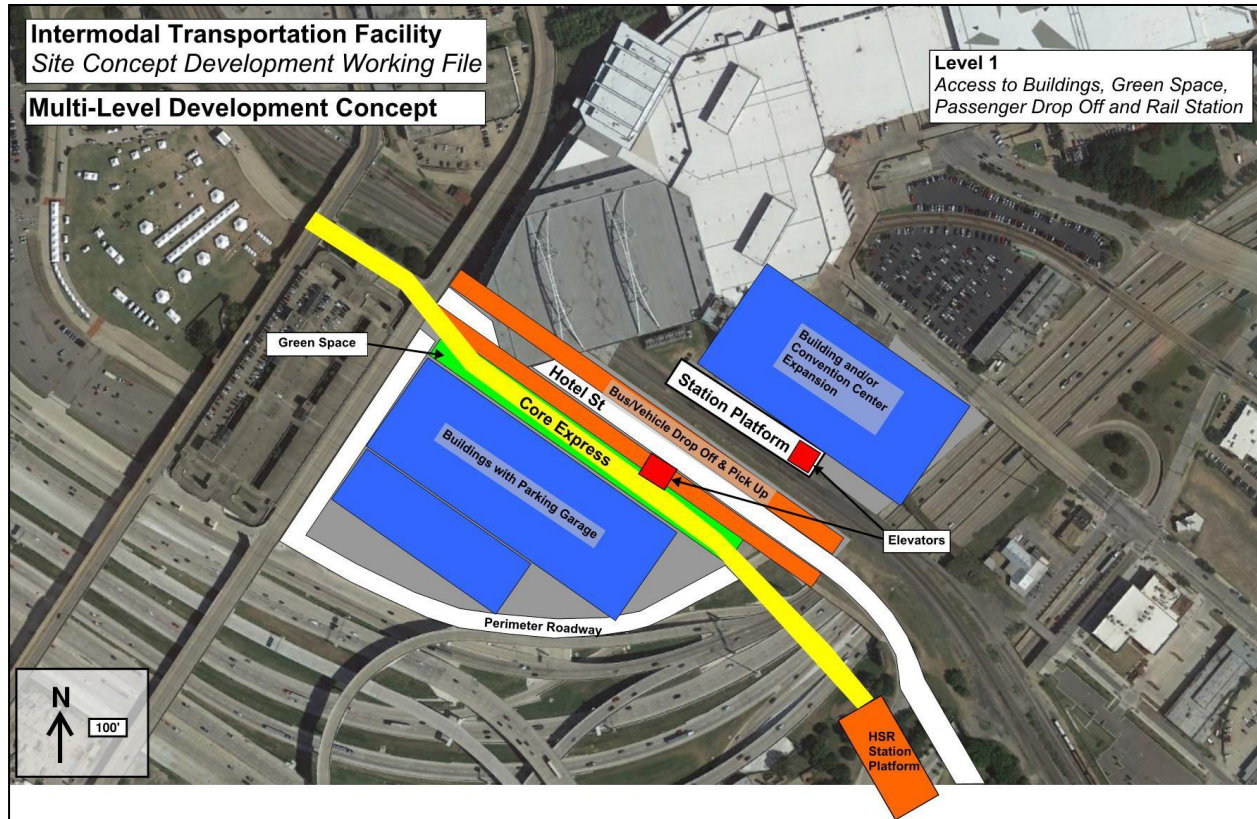 Intermodal Transportation Facility
Site Concept Development Working File
Multi-Level Development Concept
Level 1
Access to Buildings, Green Space,
Passenger Drop Off and Rail Station
Green Space
Hotel St
Core Express
Bus/Vehicle Drop Off & Pick Up
Station Platform
Building and/or
Convention Center
Expansion
Buildings with Parking Garage
Elevators
Perimeter Roadway
HSR
Station
Platform
N
100'